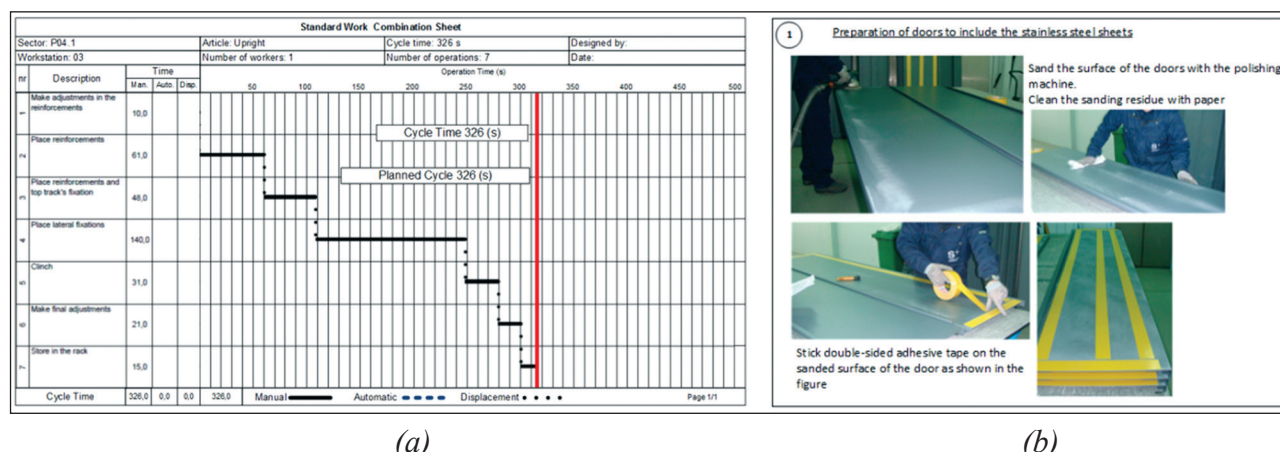 Standard Work Combination Sheet
Sector: P04.1 Article: Upright Cycle time: 326 s Designed by:
Workstation: 03 Number of workers: 1 Number of operations: 7 Date:
nr Description Time Operation Time (s)
Man. Auto. Disp. 50 100 150 200 250 300 350 400 450 500
1 Make adjustments in the
reinforcements
10,0
Cycle Time 326 (s)
2 Place reinforcements
61,0
Planned Cycle 326 (s)
3 Place reinforcements and
top track's fixation
48,0
4 Place lateral fixations
140,0
5 Clinch
31,0
6 Make final adjustments
21,0
7 Store in the rack
15,0
Cycle Time 326,0 0,0 0,0 326,0 Manual Automatic Displacement Page 1/1
(a)
1 Preparation of doors to include the stainless steel sheets
Sand the surface of the doors with the polishing
machine.
Clean the sanding residue with paper
Stick double-sided adhesive tape on the
sanded surface of the door as shown in the
figure
(b)